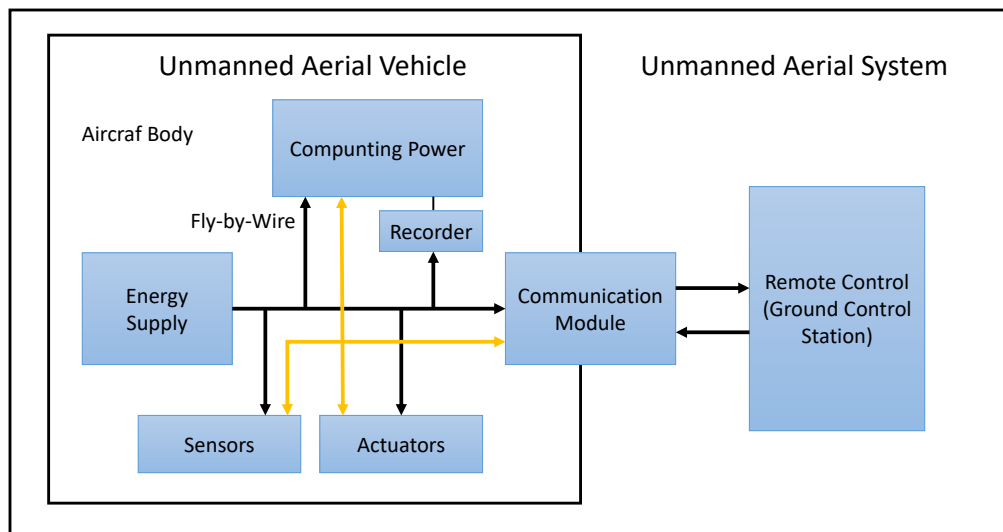 Unmanned Aerial Vehicle
Unmanned Aerial System
Aircraf Body
Compunting Power
Fly-by-Wire
Recorder
Energy
Supply
Communication
Module
Remote Control
(Ground Control
Station)
Sensors
Actuators